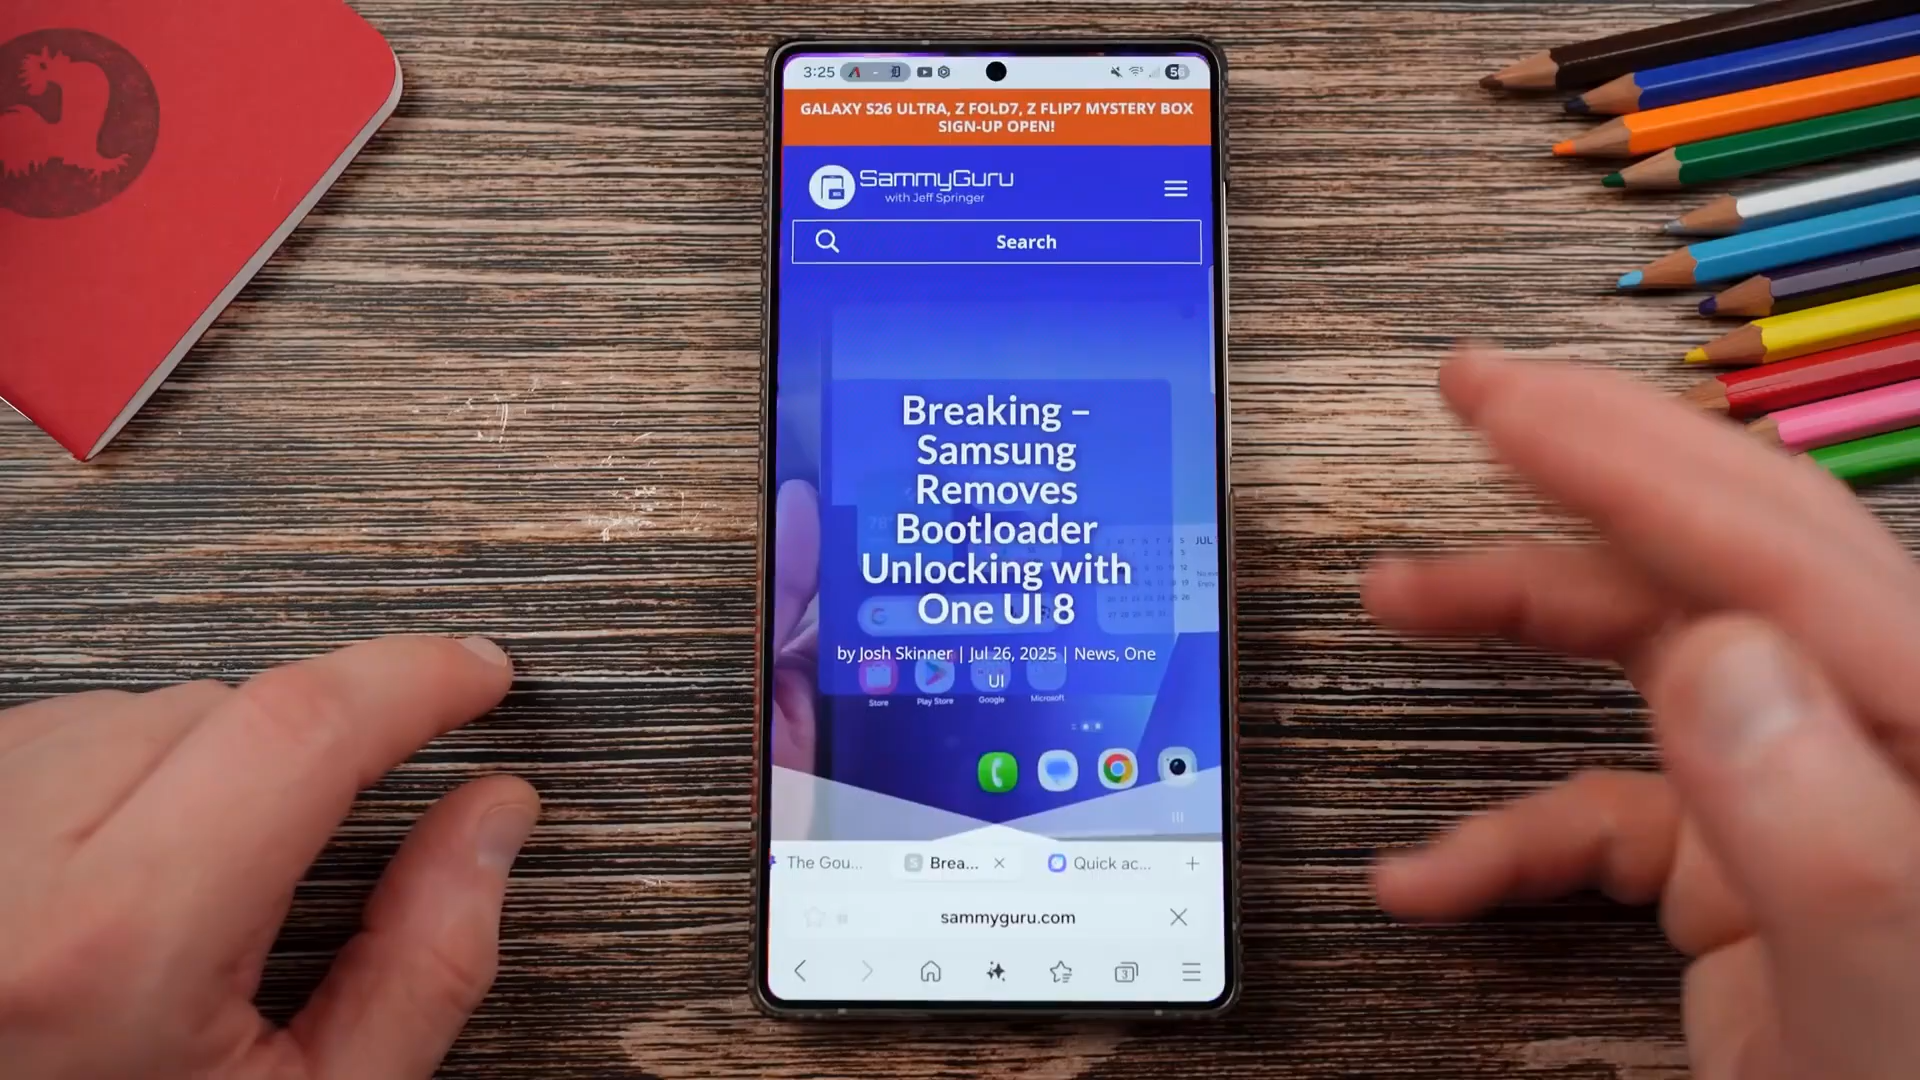 3:25
GALAXY S26 ULTRA, Z FOLD7, Z FLIP7 MYSTERY BOX
SIGN-UP OPEN!
SammyGuru
with Jeff Springer
Search
Breaking –
Samsung
Removes
Bootloader
Unlocking with
One UI 8
by Josh Skinner | Jul 26, 2025 | News, One
UI
JUL
Store
Play Store
Google
Microsoft
The Gou...
Brea...
Quick ac...
sammyguru.com
3